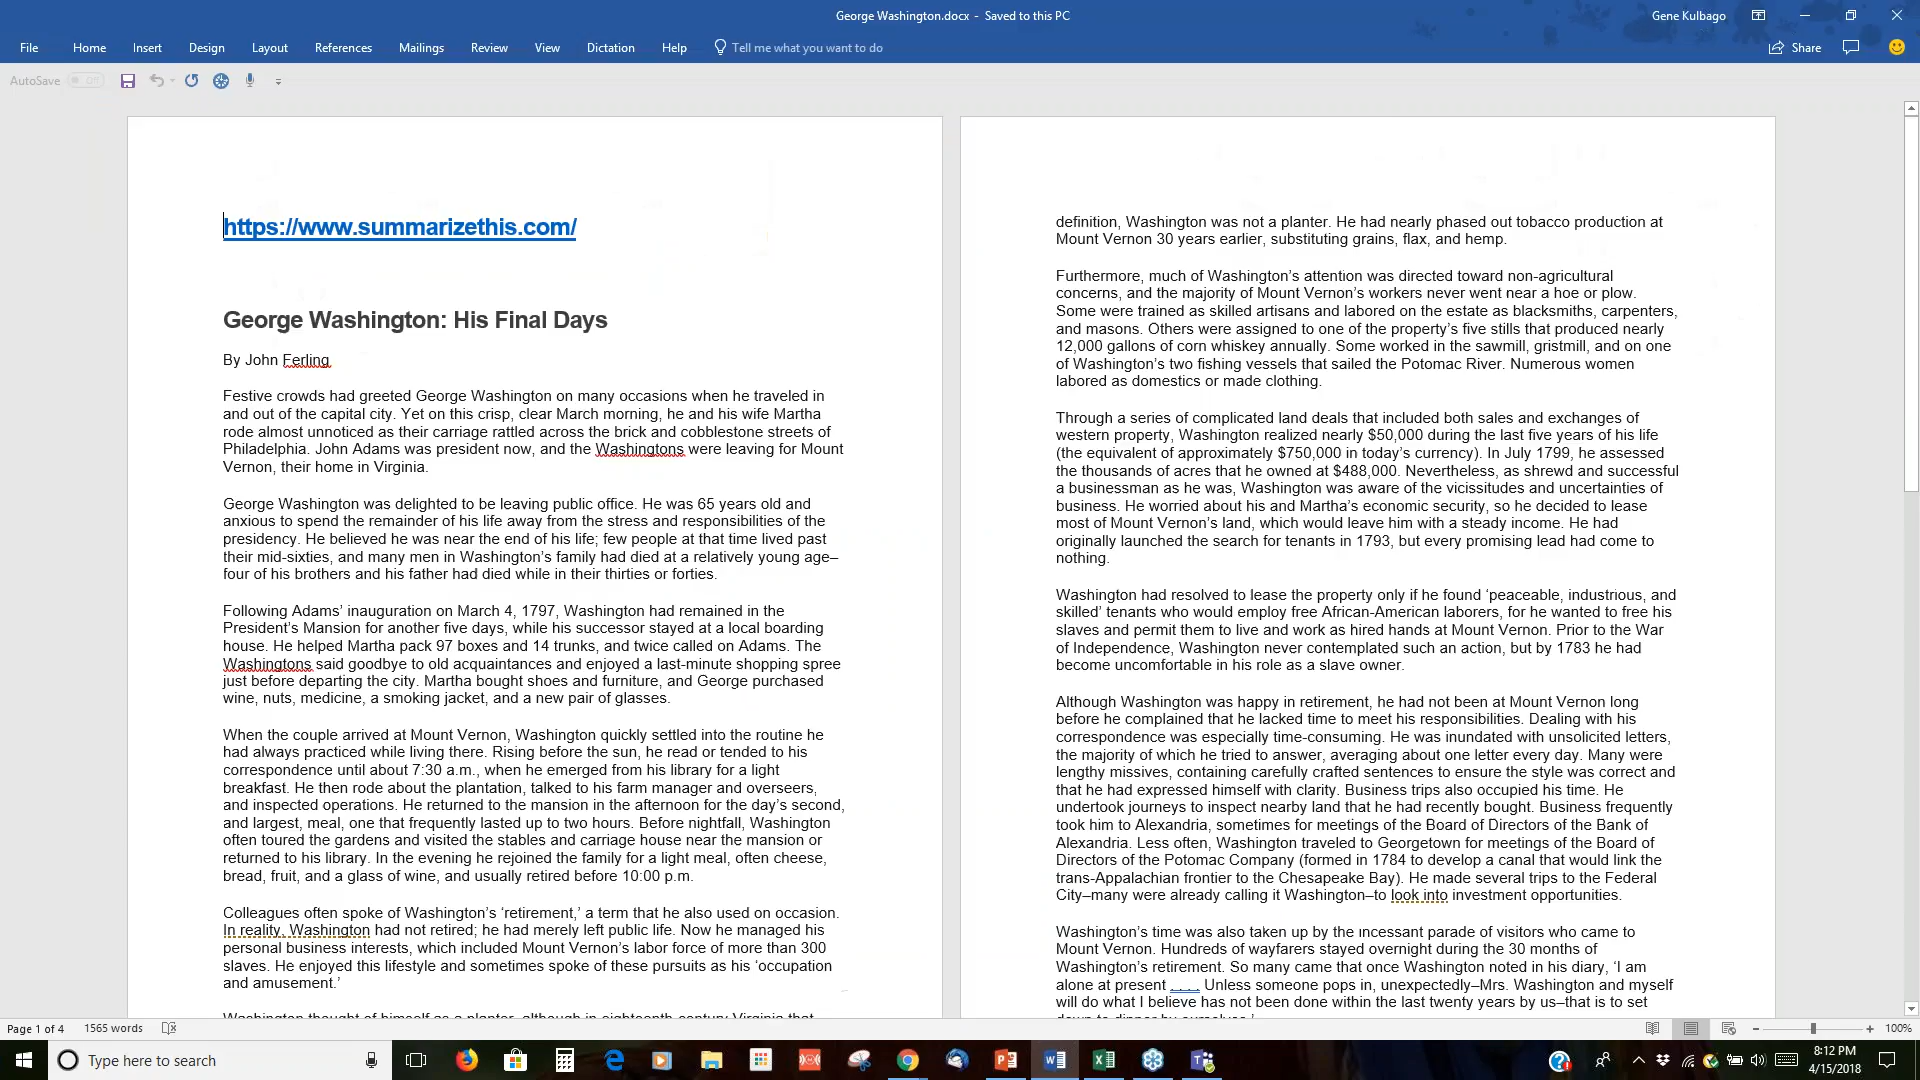 George Washington.docx - Saved to this PC
Gene Kulbago
File Home Insert Design Layout References Mailings Review View Dictation Help Tell me what you want to do
Share
AutoSave Off
https://www.summarizethis.com/
George Washington: His Final Days
By John Ferling
Festive crowds had greeted George Washington on many occasions when he traveled in
and out of the capital city. Yet on this crisp, clear March morning, he and his wife Martha
rode almost unnoticed as their carriage rattled across the brick and cobblestone streets of
Philadelphia. John Adams was president now, and the Washingtons were leaving for Mount
Vernon, their home in Virginia.
George Washington was delighted to be leaving public office. He was 65 years old and
anxious to spend the remainder of his life away from the stress and responsibilities of the
presidency. He believed he was near the end of his life; few people at that time lived past
their mid-sixties, and many men in Washington’s family had died at a relatively young age–
four of his brothers and his father had died while in their thirties or forties.
Following Adams’ inauguration on March 4, 1797, Washington had remained in the
President’s Mansion for another five days, while his successor stayed at a local boarding
house. He helped Martha pack 97 boxes and 14 trunks, and twice called on Adams. The
Washingtons said goodbye to old acquaintances and enjoyed a last-minute shopping spree
just before departing the city. Martha bought shoes and furniture, and George purchased
wine, nuts, medicine, a smoking jacket, and a new pair of glasses.
When the couple arrived at Mount Vernon, Washington quickly settled into the routine he
had always practiced while living there. Rising before the sun, he read or tended to his
correspondence until about 7:30 a.m., when he emerged from his library for a light
breakfast. He then rode about the plantation, talked to his farm manager and overseers,
and inspected operations. He returned to the mansion in the afternoon for the day’s second,
and largest, meal, one that frequently lasted up to two hours. Before nightfall, Washington
often toured the gardens and visited the stables and carriage house near the mansion or
returned to his library. In the evening he rejoined the family for a light meal, often cheese,
bread, fruit, and a glass of wine, and usually retired before 10:00 p.m.
Colleagues often spoke of Washington’s ‘retirement,’ a term that he also used on occasion.
In reality, Washington had not retired; he had merely left public life. Now he managed his
personal business interests, which included Mount Vernon’s labor force of more than 300
slaves. He enjoyed this lifestyle and sometimes spoke of these pursuits as his ‘occupation
and amusement.’
Washington thought of himself as a planter, although in eighteenth-century Virginia that
definition, Washington was not a planter. He had nearly phased out tobacco production at
Mount Vernon 30 years earlier, substituting grains, flax, and hemp.
Furthermore, much of Washington’s attention was directed toward non-agricultural
concerns, and the majority of Mount Vernon’s workers never went near a hoe or plow.
Some were trained as skilled artisans and labored on the estate as blacksmiths, carpenters,
and masons. Others were assigned to one of the property’s five stills that produced nearly
12,000 gallons of corn whiskey annually. Some worked in the sawmill, gristmill, and on one
of Washington’s two fishing vessels that sailed the Potomac River. Numerous women
labored as domestics or made clothing.
Through a series of complicated land deals that included both sales and exchanges of
western property, Washington realized nearly $50,000 during the last five years of his life
(the equivalent of approximately $750,000 in today’s currency). In July 1799, he assessed
the thousands of acres that he owned at $488,000. Nevertheless, as shrewd and successful
a businessman as he was, Washington was aware of the vicissitudes and uncertainties of
business. He worried about his and Martha’s economic security, so he decided to lease
most of Mount Vernon’s land, which would leave him with a steady income. He had
originally launched the search for tenants in 1793, but every promising lead had come to
nothing.
Washington had resolved to lease the property only if he found ‘peaceable, industrious, and
skilled’ tenants who would employ free African-American laborers, for he wanted to free his
slaves and permit them to live and work as hired hands at Mount Vernon. Prior to the War
of Independence, Washington never contemplated such an action, but by 1783 he had
become uncomfortable in his role as a slave owner.
Although Washington was happy in retirement, he had not been at Mount Vernon long
before he complained that he lacked time to meet his responsibilities. Dealing with his
correspondence was especially time-consuming. He was inundated with unsolicited letters,
the majority of which he tried to answer, averaging about one letter every day. Many were
lengthy missives, containing carefully crafted sentences to ensure the style was correct and
that he had expressed himself with clarity. Business trips also occupied his time. He
undertook journeys to inspect nearby land that he had recently bought. Business frequently
took him to Alexandria, sometimes for meetings of the Board of Directors of the Bank of
Alexandria. Less often, Washington traveled to Georgetown for meetings of the Board of
Directors of the Potomac Company (formed in 1784 to develop a canal that would link the
trans-Appalachian frontier to the Chesapeake Bay). He made several trips to the Federal
City–many were already calling it Washington–to look into investment opportunities.
Washington’s time was also taken up by the incessant parade of visitors who came to
Mount Vernon. Hundreds of wayfarers stayed overnight during the 30 months of
Washington’s retirement. So many came that once Washington noted in his diary, ‘I am
alone at present . . . . Unless someone pops in, unexpectedly–Mrs. Washington and myself
will do what I believe has not been done within the last twenty years by us–that is to set
down to dinner by ourselves.’
Page 1 of 4 1565 words
100%
Type here to search
8:12 PM
4/15/2018